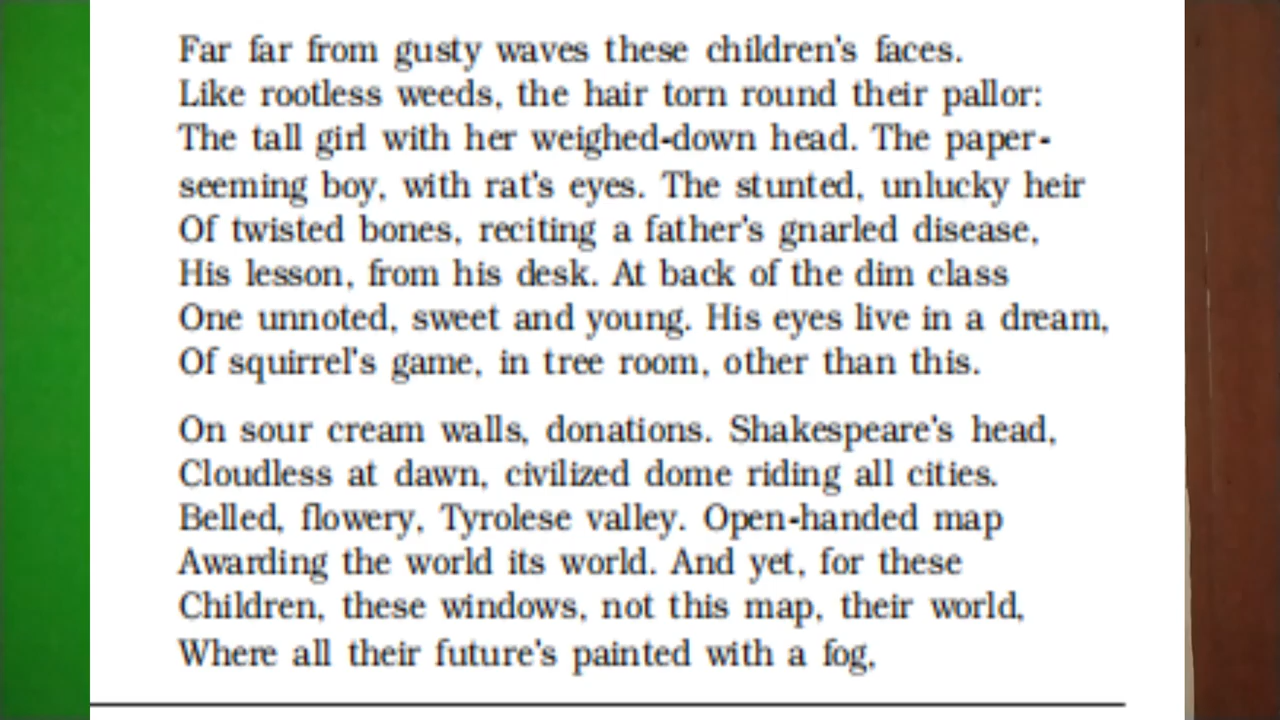 Far far from gusty waves these children's faces.
Like rootless weeds, the hair torn round their pallor:
The tall girl with her weighed-down head. The paper-
seeming boy, with rat's eyes. The stunted, unlucky heir
Of twisted bones, reciting a father's gnarled disease,
His lesson, from his desk. At back of the dim class
One unnoted, sweet and young. His eyes live in a dream,
Of squirrel's game, in tree room, other than this.
On sour cream walls, donations. Shakespeare's head,
Cloudless at dawn, civilized dome riding all cities.
Belled, flowery, Tyrolese valley. Open-handed map
Awarding the world its world. And yet, for these
Children, these windows, not this map, their world,
Where all their future's painted with a fog,